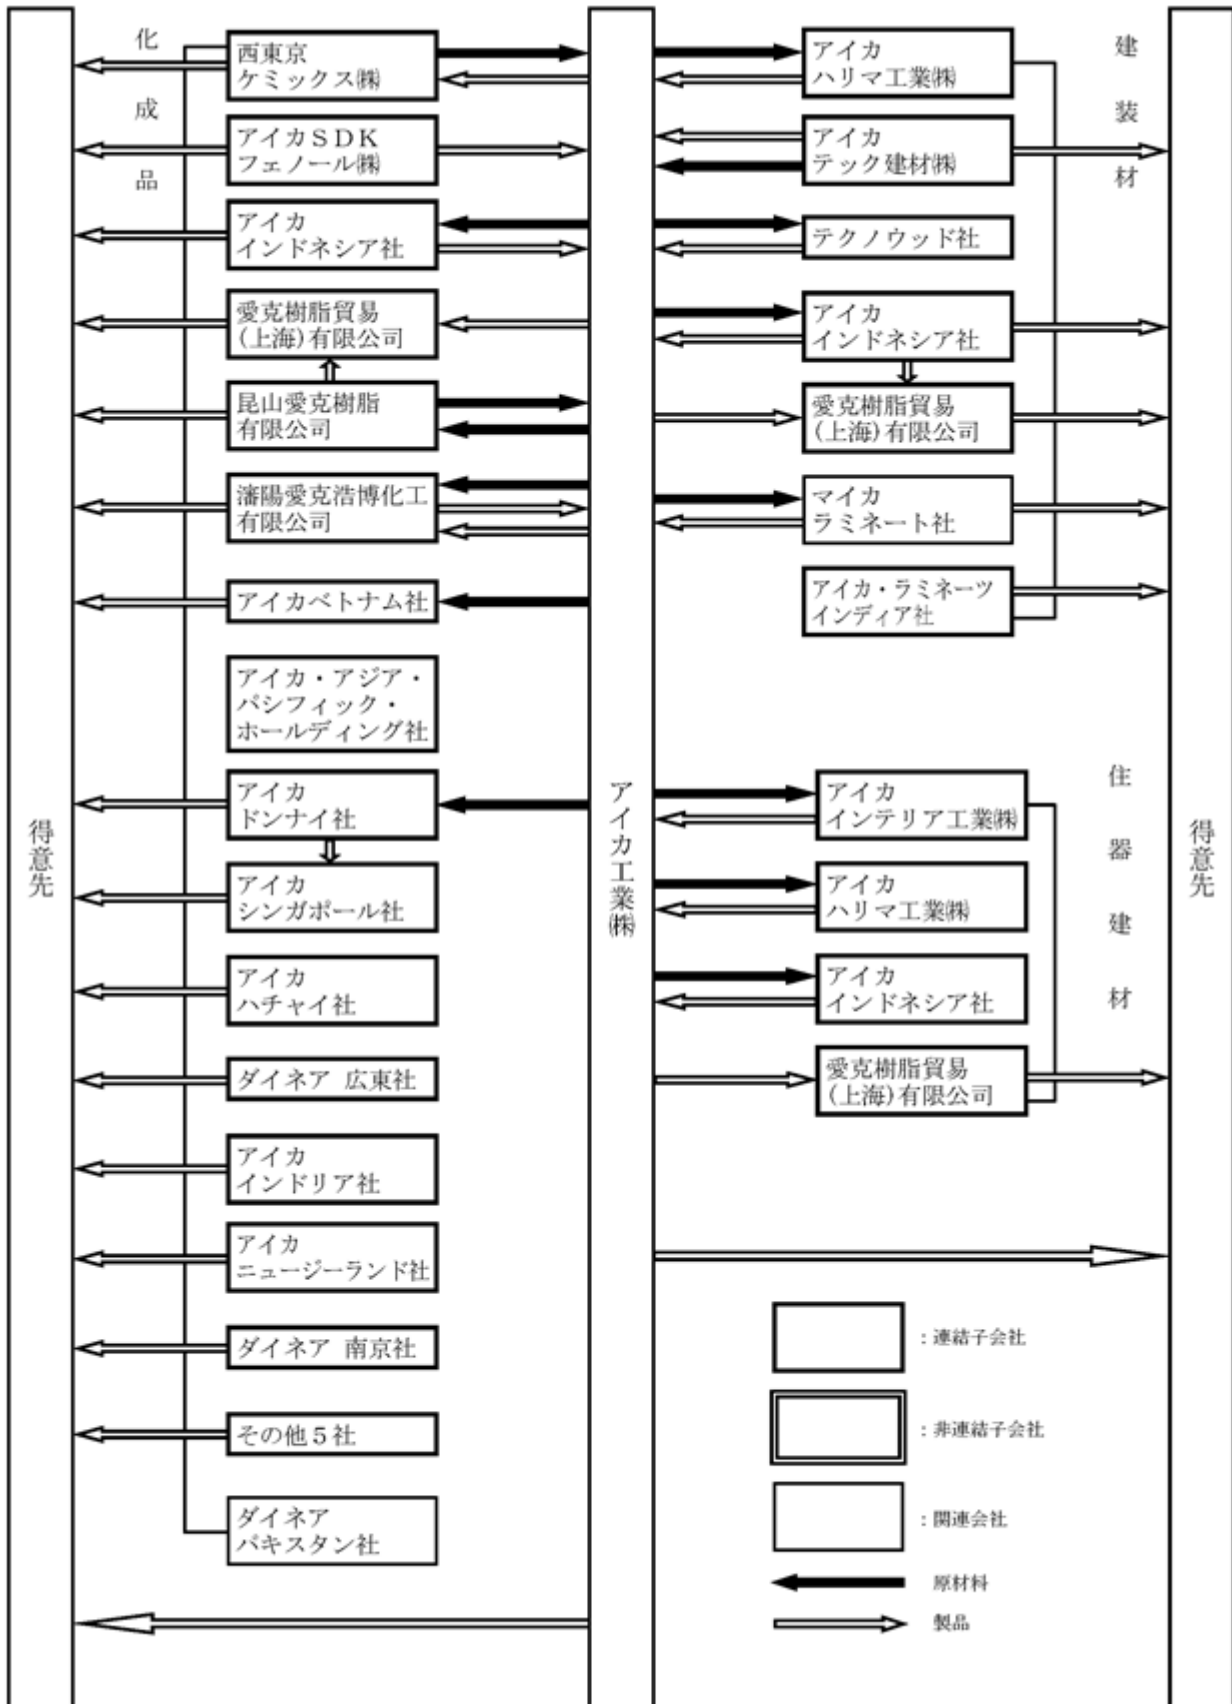 得意先
化成品
西東京
ケミックス㈱
アイカＳＤＫ
フェノール㈱
アイカ
インドネシア社
愛克樹脂貿易
(上海)有限公司
昆山愛克樹脂
有限公司
瀋陽愛克浩博化工
有限公司
アイカベトナム社
アイカ・アジア・
パシフィック・
ホールディング社
アイカ
ドンナイ社
アイカ
シンガポール社
アイカ
ハチャイ社
ダイネア 広東社
アイカ
インドリア社
アイカ
ニュージーランド社
ダイネア 南京社
その他５社
ダイネア
パキスタン社
アイカ工業㈱
建装材
アイカ
ハリマ工業㈱
アイカ
テック建材㈱
テクノウッド社
アイカ
インドネシア社
愛克樹脂貿易
(上海)有限公司
マイカ
ラミネート社
アイカ・ラミネーツ
インディア社
住器建材
アイカ
インテリア工業㈱
アイカ
ハリマ工業㈱
アイカ
インドネシア社
愛克樹脂貿易
(上海)有限公司
得意先
：連結子会社
：非連結子会社
：関連会社
原材料
製品